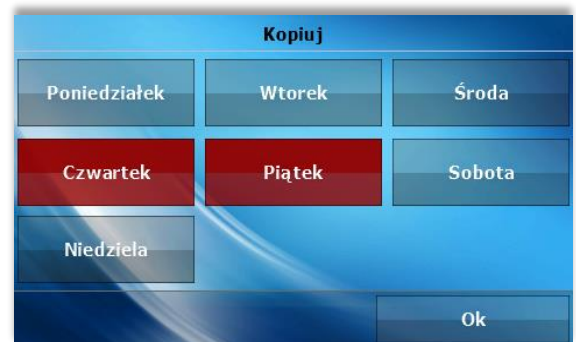 Kopiuj
Poniedziałek Wtorek Środa
Czwartek Piątek Sobota
Niedziela
Ok